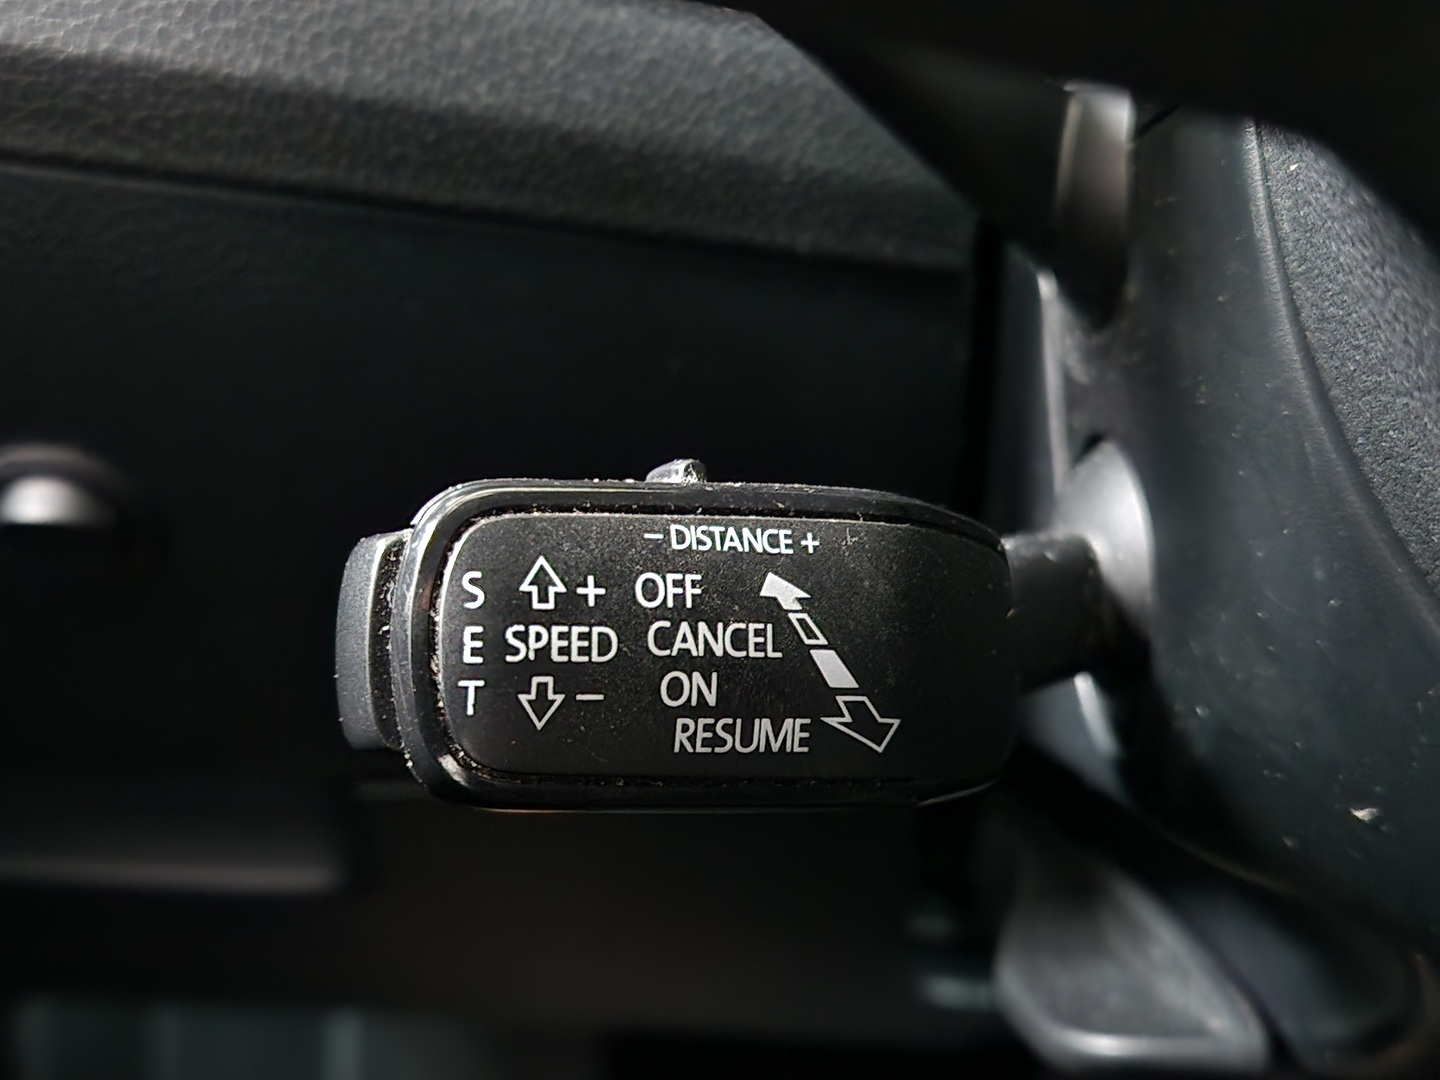 – DISTANCE +
S + OFF
E SPEED CANCEL
T – ON
RESUME